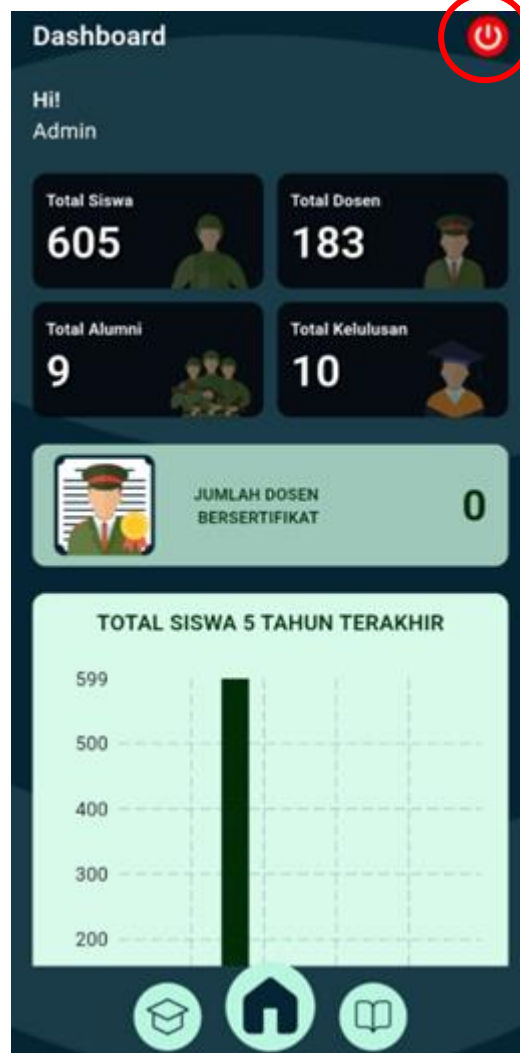 Dashboard
Hi!
Admin
Total Siswa
605
Total Dosen
183
Total Alumni
9
Total Kelulusan
10
JUMLAH DOSEN
BERSERTIFIKAT
0
TOTAL SISWA 5 TAHUN TERAKHIR
599
500
400
300
200